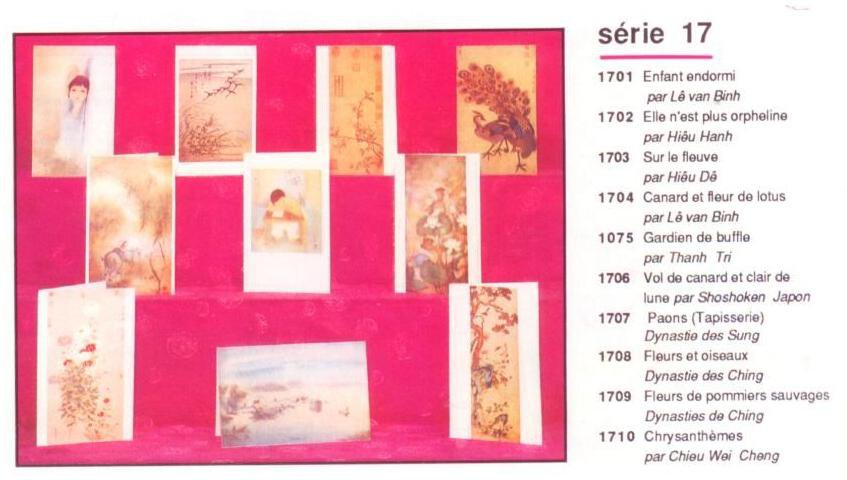 série 17
1701 Enfant endormi
par Lê van Binh
1702 Elle n'est plus orpheline
par Hiêu Hanh
1703 Sur le fleuve
par Hiêu Dê
1704 Canard et fleur de lotus
par Lê van Binh
1075 Gardien de buffle
par Thanh Tri
1706 Vol de canard et clair de
lune par Shoshoken Japon
1707 Paons (Tapisserie)
Dynastie des Sung
1708 Fleurs et oiseaux
Dynastie des Ching
1709 Fleurs de pommiers sauvages
Dynasties de Ching
1710 Chrysanthèmes
par Chieu Wei Cheng